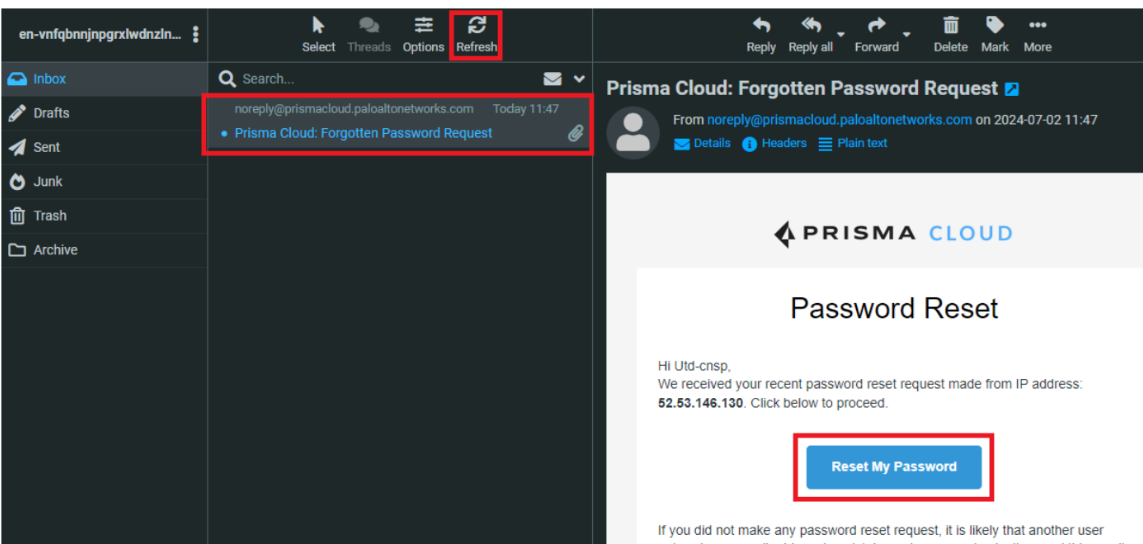 en-vnfqbnnjnpgrxlwdnzln...
Select Threads Options Refresh
Reply Reply all Forward Delete Mark More
Inbox
Drafts
Sent
Junk
Trash
Archive
Search...
noreply@prismacloud.paloaltonetworks.com Today 11:47
Prisma Cloud: Forgotten Password Request
Prisma Cloud: Forgotten Password Request
From noreply@prismacloud.paloaltonetworks.com on 2024-07-02 11:47
Details Headers Plain text
PRISMA CLOUD
Password Reset
Hi Utd-cnsp,
We received your recent password reset request made from IP address:
52.53.146.130. Click below to proceed.
Reset My Password
If you did not make any password reset request, it is likely that another user